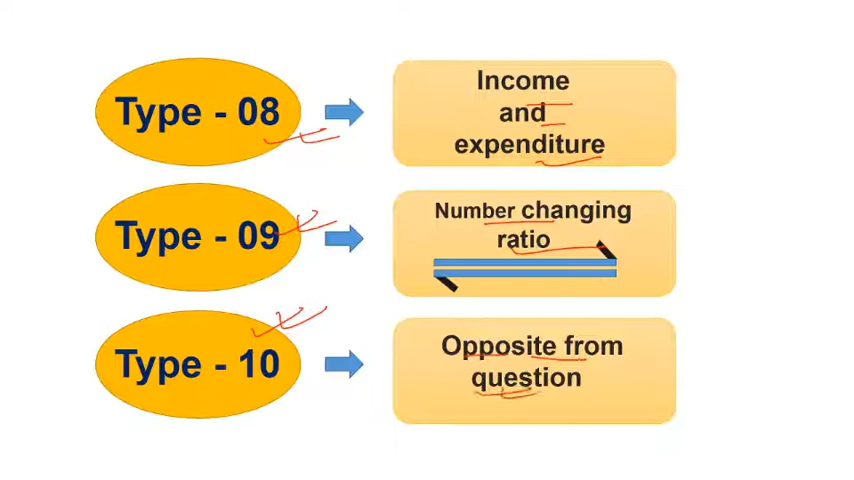 Type - 08
Income
and
expenditure
Type - 09
Number changing
ratio
Type - 10
Opposite from
question